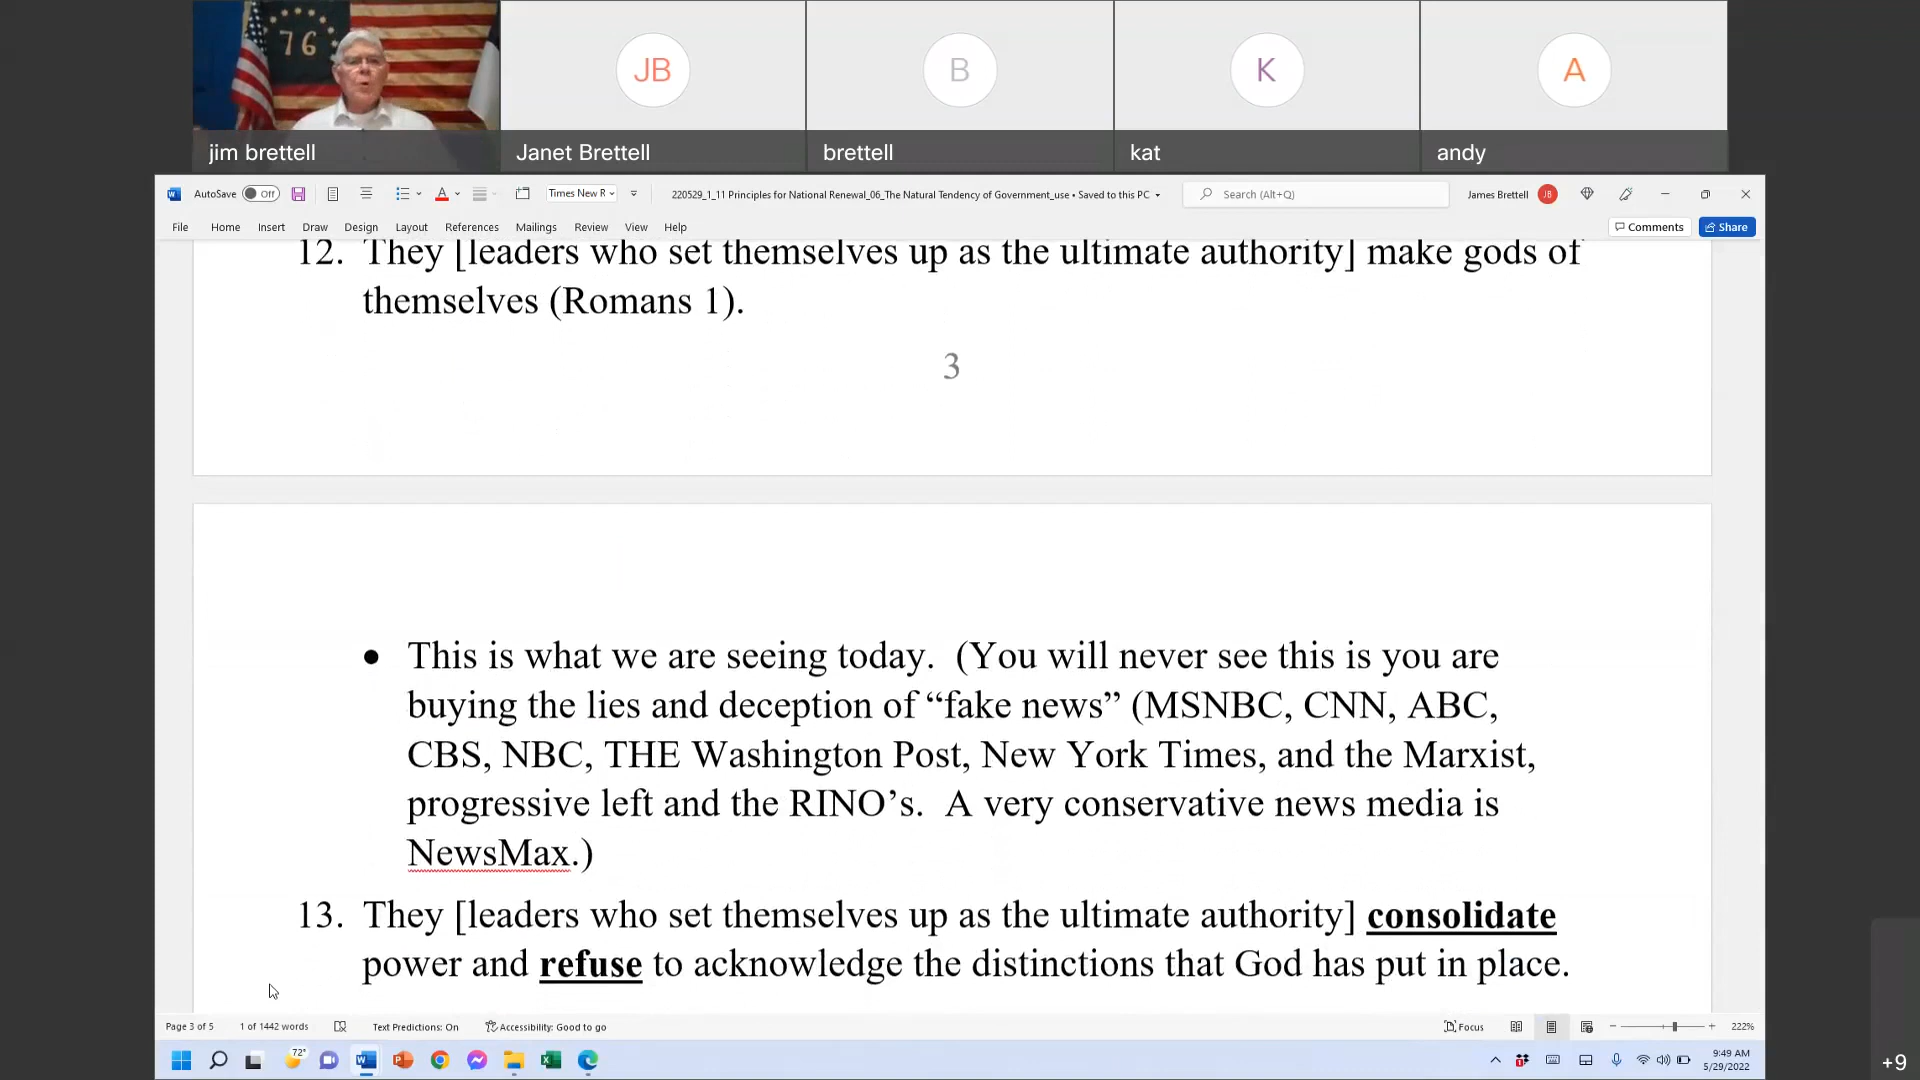 76
JB
B
K
A
jim brettell
Janet Brettell
brettell
kat
andy
AutoSave Off
Times New R
220529_1_11 Principles for National Renewal_06_The Natural Tendency of Government_use • Saved to this PC
Search (Alt+Q)
James Brettell JB
File Home Insert Draw Design Layout References Mailings Review View Help
Comments Share
12. They [leaders who set themselves up as the ultimate authority] make gods of
themselves (Romans 1).
3
• This is what we are seeing today. (You will never see this is you are
buying the lies and deception of “fake news” (MSNBC, CNN, ABC,
CBS, NBC, THE Washington Post, New York Times, and the Marxist,
progressive left and the RINO’s. A very conservative news media is
NewsMax.)
13. They [leaders who set themselves up as the ultimate authority] consolidate
power and refuse to acknowledge the distinctions that God has put in place.
Page 3 of 5 1 of 1442 words Text Predictions: On Accessibility: Good to go Focus 222%
72°
9:49 AM
5/29/2022
+9